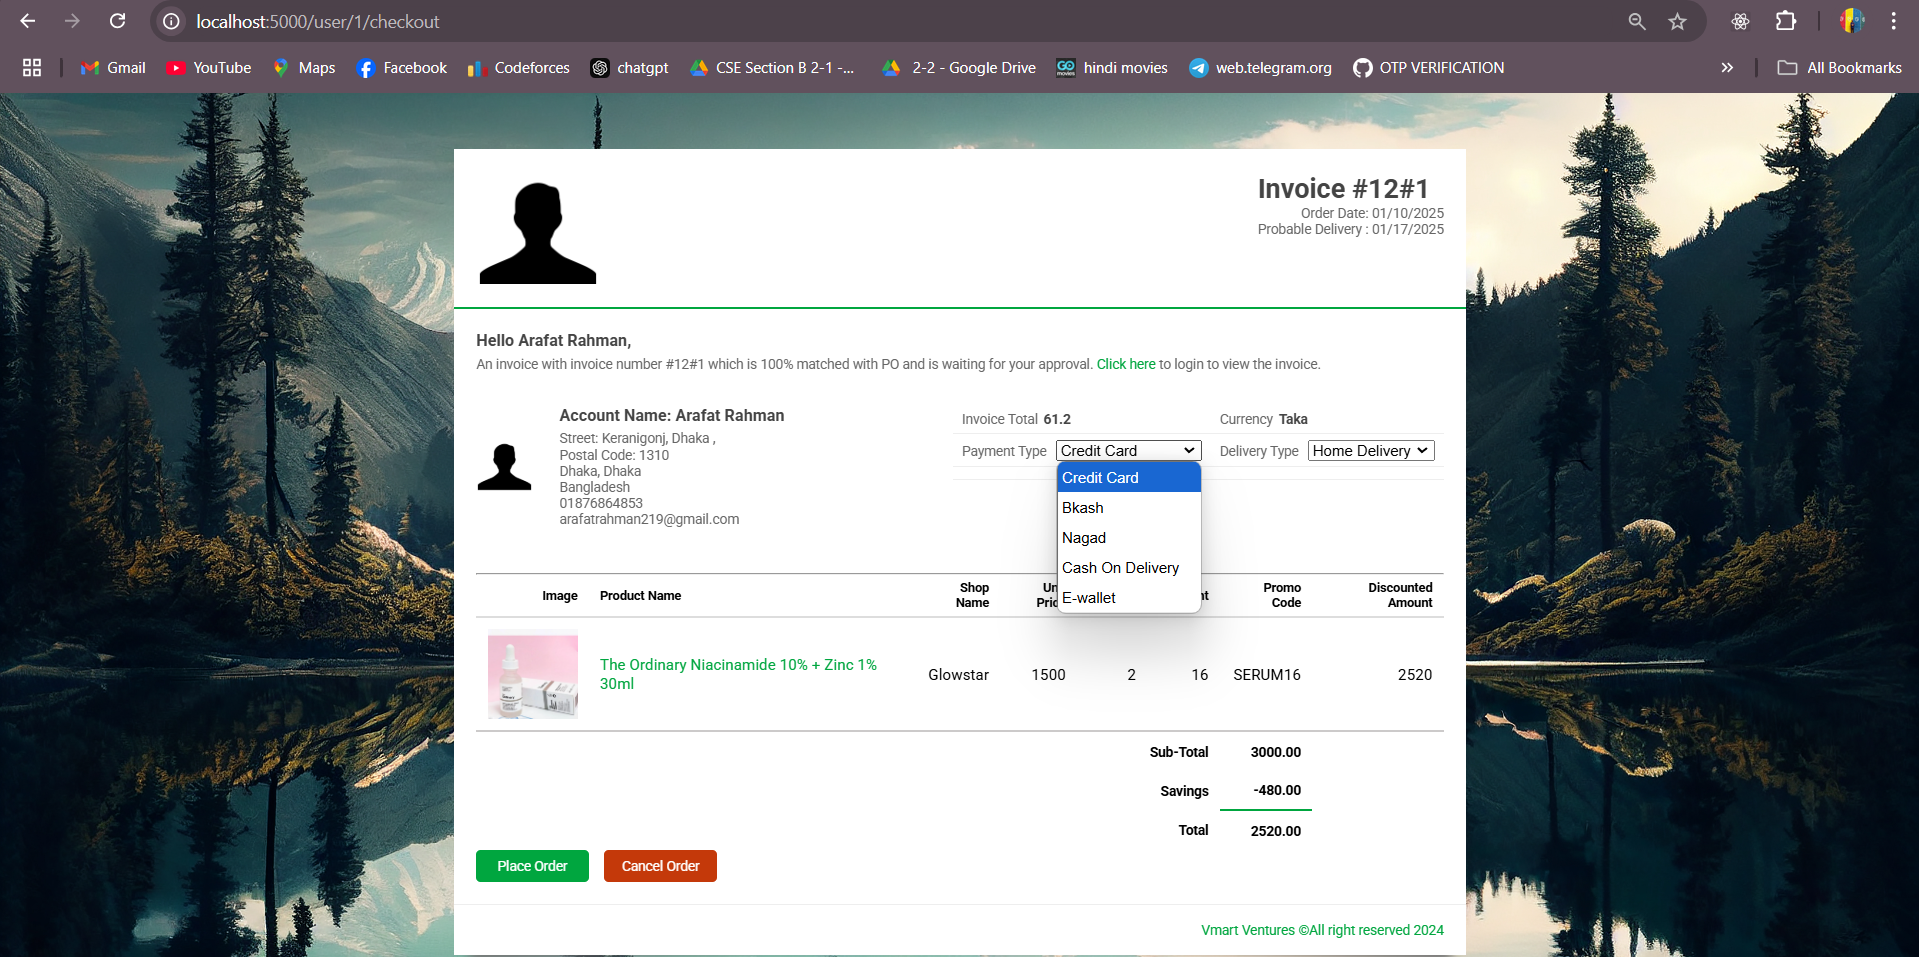 localhost:5000/user/1/checkout
Gmail
YouTube
Maps
Facebook
Codeforces
chatgpt
CSE Section B 2-1 -...
2-2 - Google Drive
GO
movies
hindi movies
web.telegram.org
OTP VERIFICATION
All Bookmarks
Invoice #12#1
Order Date: 01/10/2025
Probable Delivery : 01/17/2025
Hello Arafat Rahman,
An invoice with invoice number #12#1 which is 100% matched with PO and is waiting for your approval. Click here to login to view the invoice.
Account Name: Arafat Rahman
Street: Keranigonj, Dhaka ,
Postal Code: 1310
Dhaka, Dhaka
Bangladesh
01876864853
arafatrahman219@gmail.com
Invoice Total 61.2
Currency Taka
Payment Type Credit Card
Delivery Type Home Delivery
Credit Card
Bkash
Nagad
Cash On Delivery
E-wallet
Image
Product Name
Shop
Name
Promo
Code
Discounted
Amount
The Ordinary Niacinamide 10% + Zinc 1%
30ml
Glowstar
1500
2
16
SERUM16
2520
Sub-Total 3000.00
Savings -480.00
Total 2520.00
Place Order
Cancel Order
Vmart Ventures ©All right reserved 2024